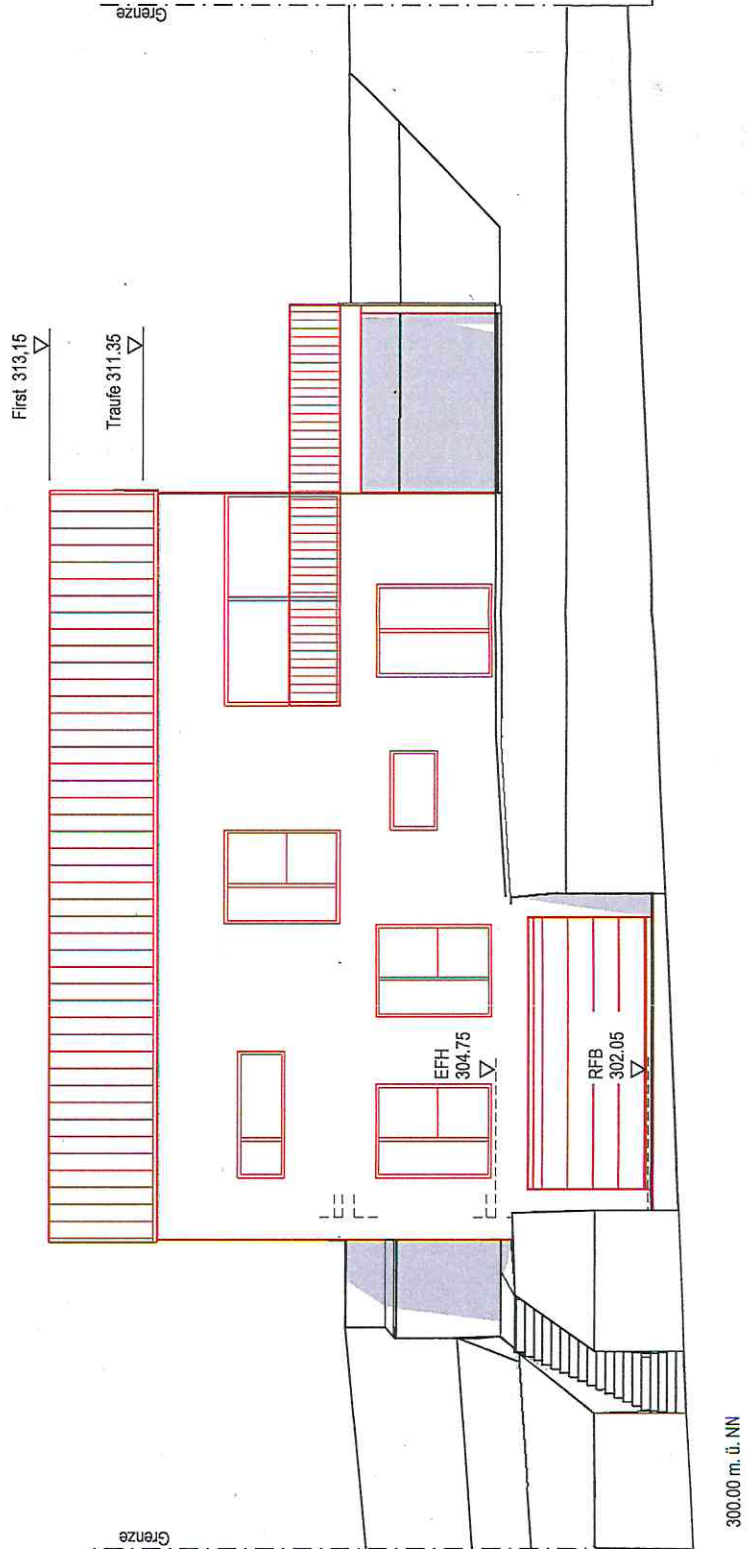 Grenze
First 313,15
Traufe 311.35
EFH
304.75
RFB
302.05
300.00 m. ü. NN
Grenze